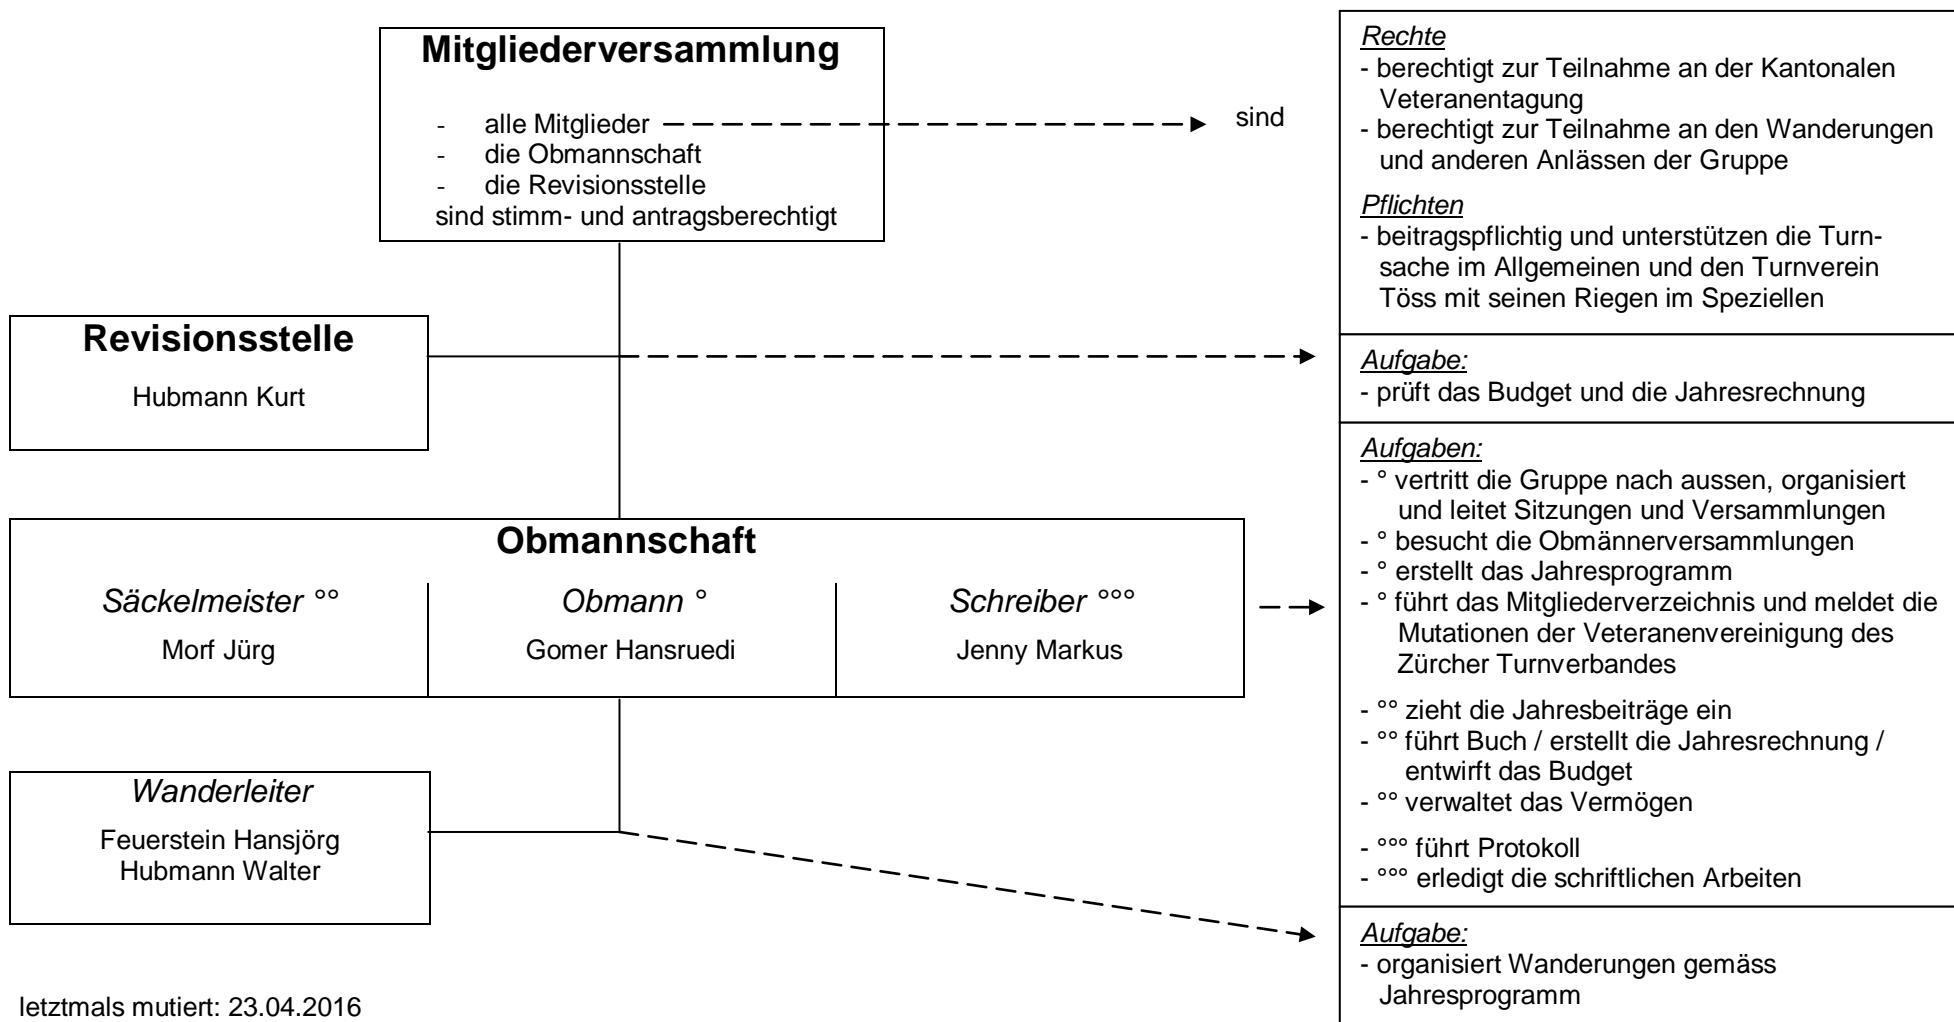 Mitgliederversammlung
- alle Mitglieder
- die Obmannschaft
- die Revisionsstelle
sind stimm- und antragsberechtigt
sind
Rechte
- berechtigt zur Teilnahme an der Kantonalen
Veteranentagung
- berechtigt zur Teilnahme an den Wanderungen
und anderen Anlässen der Gruppe
Pflichten
- beitragspflichtig und unterstützen die Turn-
sache im Allgemeinen und den Turnverein
Töss mit seinen Riegen im Speziellen
Revisionsstelle
Hubmann Kurt
Aufgabe:
- prüft das Budget und die Jahresrechnung
Obmannschaft
Säckelmeister °°
Morf Jürg
Obmann °
Gomer Hansruedi
Schreiber °°°
Jenny Markus
Aufgaben:
- ° vertritt die Gruppe nach aussen, organisiert
und leitet Sitzungen und Versammlungen
- ° besucht die Obmännerversammlungen
- ° erstellt das Jahresprogramm
- ° führt das Mitgliederverzeichnis und meldet die
Mutationen der Veteranenvereinigung des
Zürcher Turnverbandes
- °° zieht die Jahresbeiträge ein
- °° führt Buch / erstellt die Jahresrechnung /
entwirft das Budget
- °° verwaltet das Vermögen
- °°° führt Protokoll
- °°° erledigt die schriftlichen Arbeiten
Wanderleiter
Feuerstein Hansjörg
Hubmann Walter
Aufgabe:
- organisiert Wanderungen gemäss
Jahresprogramm
letztmals mutiert: 23.04.2016